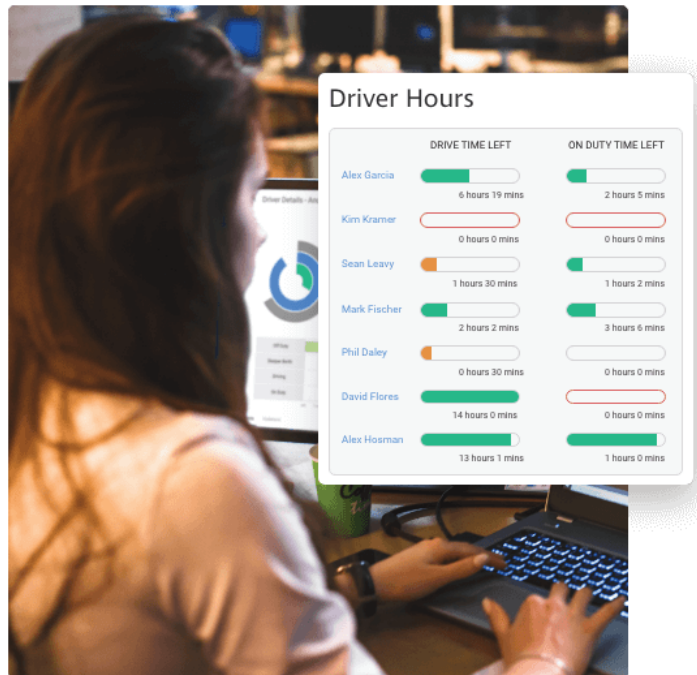 Driver Hours
DRIVE TIME LEFT ON DUTY TIME LEFT
Alex Garcia
6 hours 19 mins 2 hours 5 mins
Kim Kramer
0 hours 0 mins 0 hours 0 mins
Sean Leavy
1 hours 30 mins 1 hours 2 mins
Mark Fischer
2 hours 2 mins 3 hours 6 mins
Phil Daley
0 hours 30 mins 0 hours 0 mins
David Flores
14 hours 0 mins 0 hours 0 mins
Alex Hosman
13 hours 1 mins 1 hours 0 mins
Driver Details